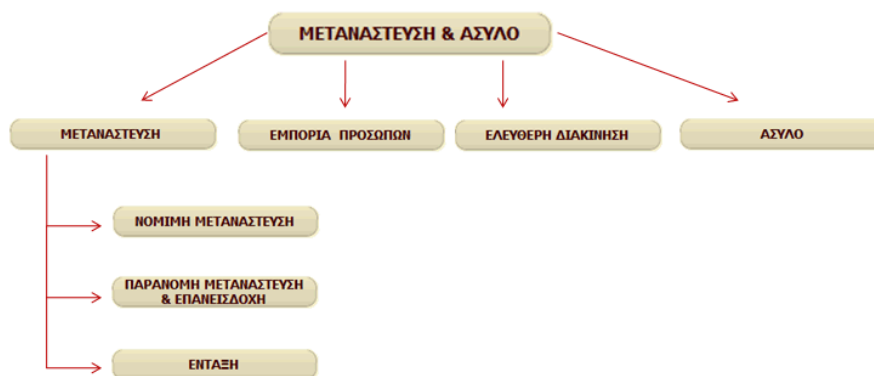 ΜΕΤΑΝΑΣΤΕΥΣΗ & ΑΣΥΛΟ
ΜΕΤΑΝΑΣΤΕΥΣΗ
ΕΜΠΟΡΙΑ ΠΡΟΣΩΠΩΝ
ΕΛΕΥΘΕΡΗ ΔΙΑΚΙΝΗΣΗ
ΑΣΥΛΟ
ΝΟΜΙΜΗ ΜΕΤΑΝΑΣΤΕΥΣΗ
ΠΑΡΑΝΟΜΗ ΜΕΤΑΝΑΣΤΕΥΣΗ
& ΕΠΑΝΕΙΣΔΟΧΗ
ΕΝΤΑΞΗ